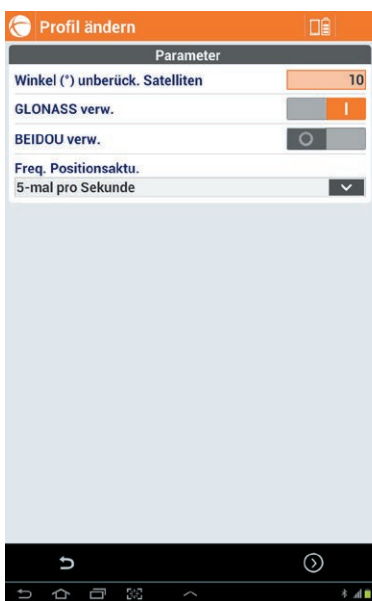 Profil ändern
Parameter
Winkel (°) unberück. Satelliten 10
GLONASS verw.
BEIDOU verw.
Freq. Positionsaktu.
5-mal pro Sekunde